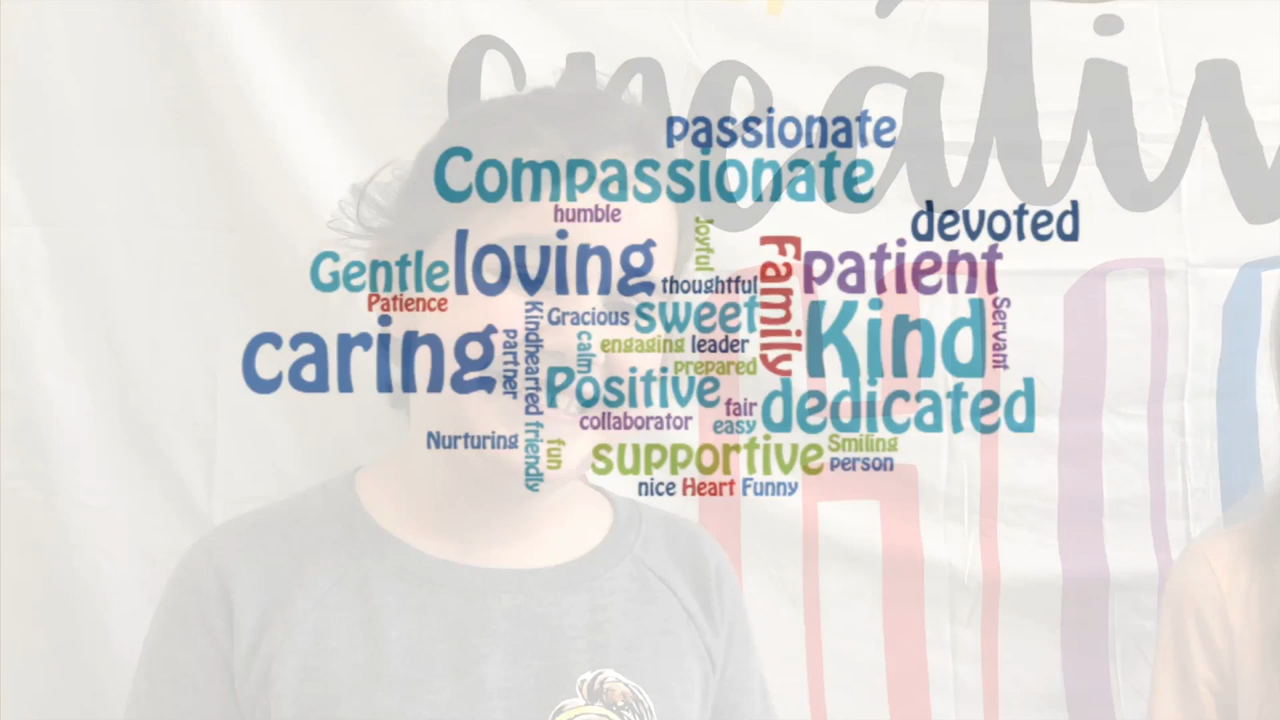 creativ
passionate
Compassionate
humble
Joyful
devoted
Gentle
loving
thoughtful
Family
patient
Patience
Kindhearted
Gracious
sweet
Kind
Servant
caring
partner
calm
engaging
leader
prepared
Positive
dedicated
collaborator
fair
easy
Nurturing
friendly
fun
supportive
Smiling
person
nice
Heart
Funny